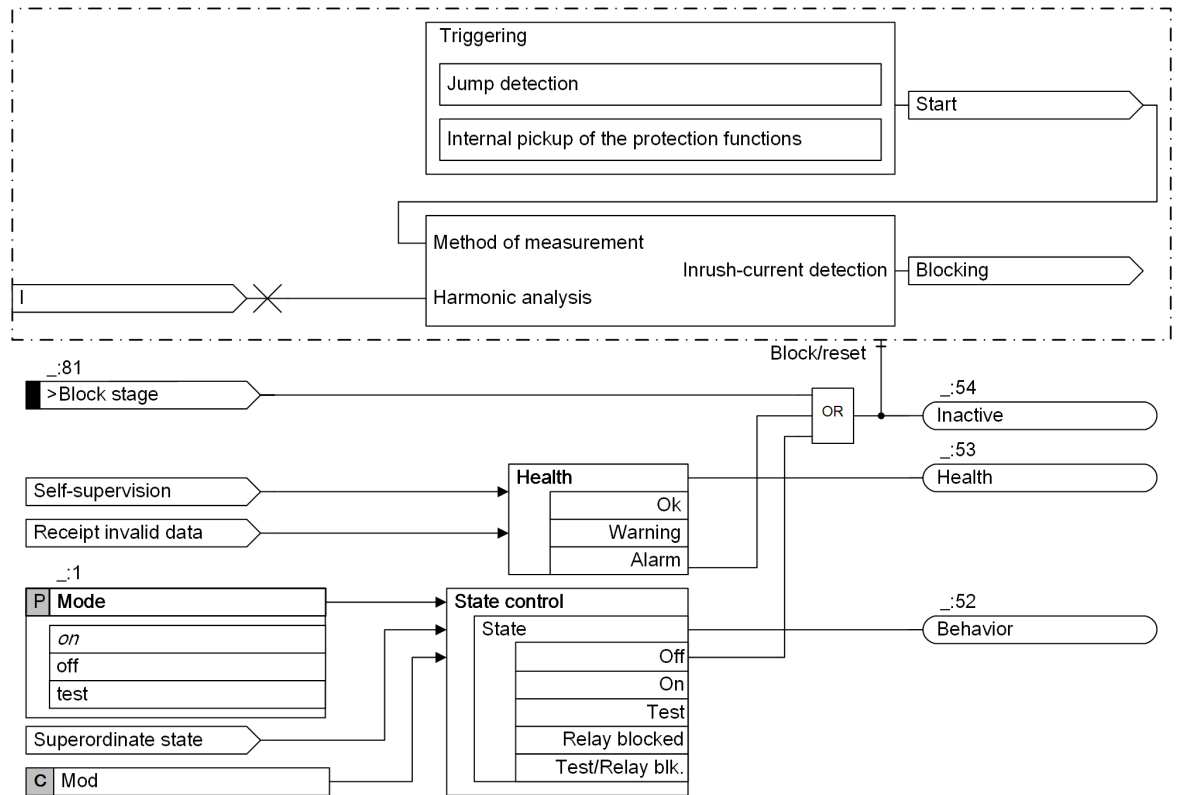 Triggering
Jump detection
Internal pickup of the protection functions
Start
Method of measurement
Inrush-current detection
Blocking
I
Harmonic analysis
Block/reset
_:81
>Block stage
OR
_:54
Inactive
_:53
Health
Self-supervision
Receipt invalid data
Health
Ok
Warning
Alarm
_:1
P Mode
on
off
test
Superordinate state
C Mod
State control
State
Off
On
Test
Relay blocked
Test/Relay blk.
_:52
Behavior